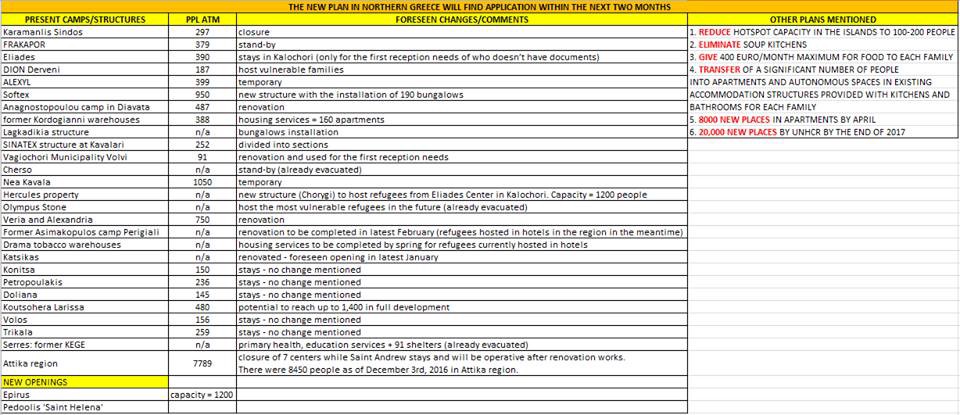 THE NEW PLAN IN NORTHERN GREECE WILL FIND APPLICATION WITHIN THE NEXT TWO MONTHS
PRESENT CAMPS/STRUCTURES PPL ATM FORESEEN CHANGES/COMMENTS OTHER PLANS MENTIONED
Karamanlis Sindos 297 closure 1. REDUCE HOTSPOT CAPACITY IN THE ISLANDS TO 100-200 PEOPLE
FRAKAPOR 379 stand-by 2. ELIMINATE SOUP KITCHENS
Eliades 390 stays in Kalochori (only for the first reception needs of who doesn't have documents) 3. GIVE 400 EURO/MONTH MAXIMUM FOR FOOD TO EACH FAMILY
DION Derveni 187 host vulnerable families 4. TRANSFER OF A SIGNIFICANT NUMBER OF PEOPLE
ALEXYL 399 temporary INTO APARTMENTS AND AUTONOMOUS SPACES IN EXISTING
Softex 950 new structure with the installation of 190 bungalows ACCOMMODATION STRUCTURES PROVIDED WITH KITCHENS AND
Anagnostopoulou camp in Diavata 487 renovation BATHROOMS FOR EACH FAMILY
former Kordogianni warehouses 388 housing services = 160 apartments 5. 8000 NEW PLACES IN APARTMENTS BY APRIL
Lagkadikia structure n/a bungalows installation 6. 20,000 NEW PLACES BY UNHCR BY THE END OF 2017
SINATEX structure at Kavalari 252 divided into sections
Vagiochori Municipality Volvi 91 renovation and used for the first reception needs
Cherso n/a stand-by (already evacuated)
Nea Kavala 1050 temporary
Hercules property n/a new structure (Chorygi) to host refugees from Eliades Center in Kalochori. Capacity = 1200 people
Olympus Stone n/a host the most vulnerable refugees in the future (already evacuated)
Veria and Alexandria 750 renovation
Former Asimakopulos camp Perigiali n/a renovation to be completed in latest February (refugees hosted in hotels in the region in the meantime)
Drama tobacco warehouses n/a housing services to be completed by spring for refugees currently hosted in hotels
Katsikas n/a renovated - foreseen opening in latest January
Konitsa 150 stays - no change mentioned
Petropoulakis 236 stays - no change mentioned
Doliana 145 stays - no change mentioned
Koutsohera Larissa 480 potential to reach up to 1,400 in full development
Volos 156 stays - no change mentioned
Trikala 259 stays - no change mentioned
Serres: former KEGE n/a primary health, education services + 91 shelters (already evacuated)
Attika region 7789 closure of 7 centers while Saint Andrew stays and will be operative after renovation works.
There were 8450 people as of December 3rd, 2016 in Attika region.
NEW OPENINGS
Epirus capacity = 1200
Pedoolis 'Saint Helena'